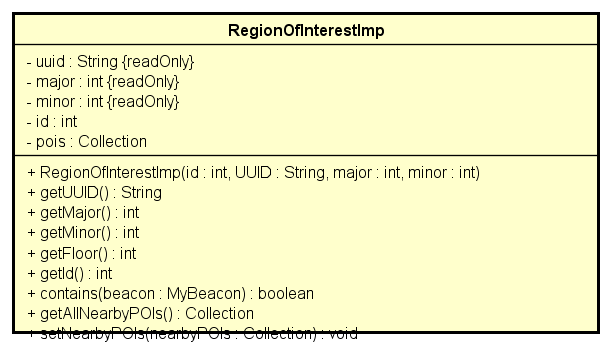 RegionOfInterestImp
- uuid : String {readOnly}
- major : int {readOnly}
- minor : int {readOnly}
- id : int
- pois : Collection
+ RegionOfInterestImp(id : int, UUID : String, major : int, minor : int)
+ getUUID() : String
+ getMajor() : int
+ getMinor() : int
+ getFloor() : int
+ getId() : int
+ contains(beacon : MyBeacon) : boolean
+ getAllNearbyPOIs() : Collection
+ setNearbyPOIs(nearbyPOIs : Collection) : void